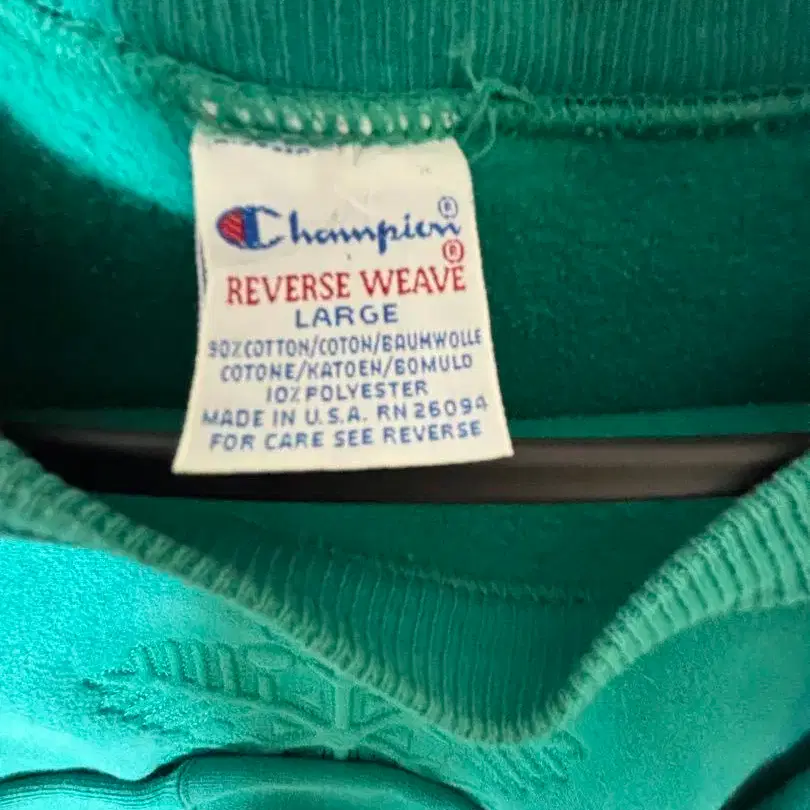 Champion®
REVERSE WEAVE®
LARGE
90% COTTON/COTON/BAUMWOLLE
COTONE/KATOEN/BOMULD
10% POLYESTER
MADE IN U.S.A. RN 26094
FOR CARE SEE REVERSE